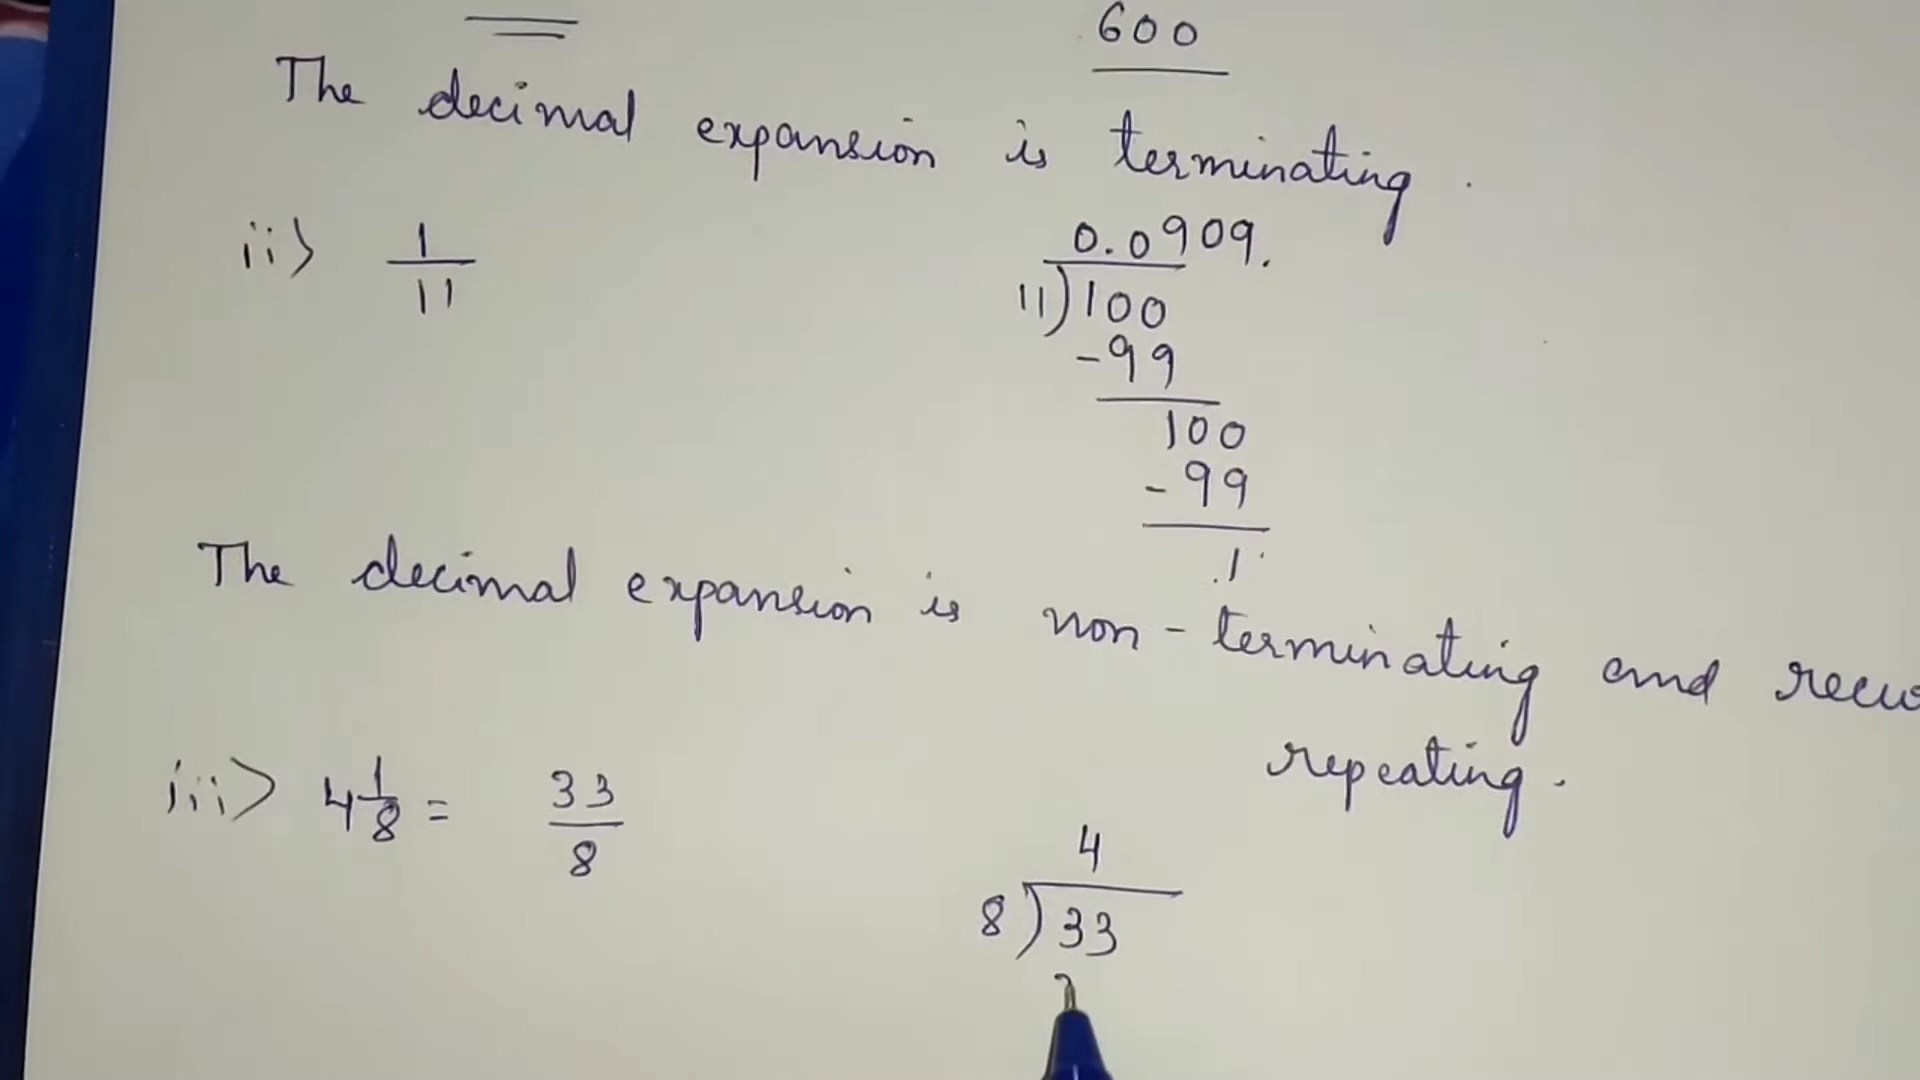 600
The decimal expansion is terminating.
ii> 1/11
0.0909.
11)100
-99
100
-99
1
The decimal expansion is non-terminating and
repeating.
iii> 4 1/8 = 33/8
4
8)33